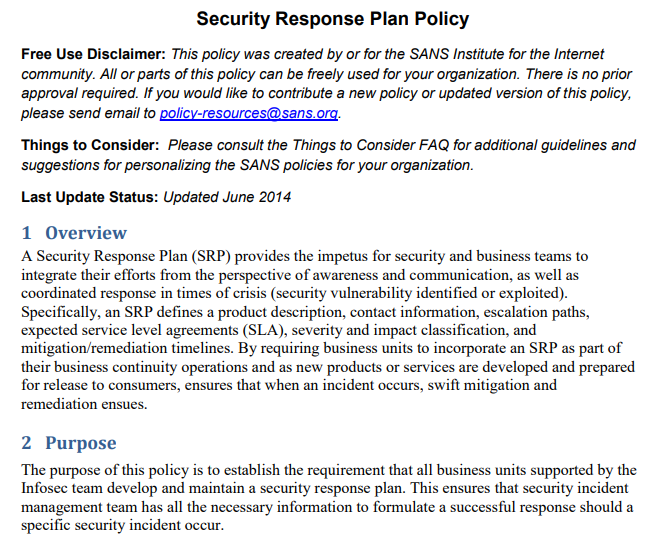 Security Response Plan Policy
Free Use Disclaimer: This policy was created by or for the SANS Institute for the Internet
community. All or parts of this policy can be freely used for your organization. There is no prior
approval required. If you would like to contribute a new policy or updated version of this policy,
please send email to policy-resources@sans.org.
Things to Consider: Please consult the Things to Consider FAQ for additional guidelines and
suggestions for personalizing the SANS policies for your organization.
Last Update Status: Updated June 2014
1 Overview
A Security Response Plan (SRP) provides the impetus for security and business teams to
integrate their efforts from the perspective of awareness and communication, as well as
coordinated response in times of crisis (security vulnerability identified or exploited).
Specifically, an SRP defines a product description, contact information, escalation paths,
expected service level agreements (SLA), severity and impact classification, and
mitigation/remediation timelines. By requiring business units to incorporate an SRP as part of
their business continuity operations and as new products or services are developed and prepared
for release to consumers, ensures that when an incident occurs, swift mitigation and
remediation ensues.
2 Purpose
The purpose of this policy is to establish the requirement that all business units supported by the
Infosec team develop and maintain a security response plan. This ensures that security incident
management team has all the necessary information to formulate a successful response should a
specific security incident occur.